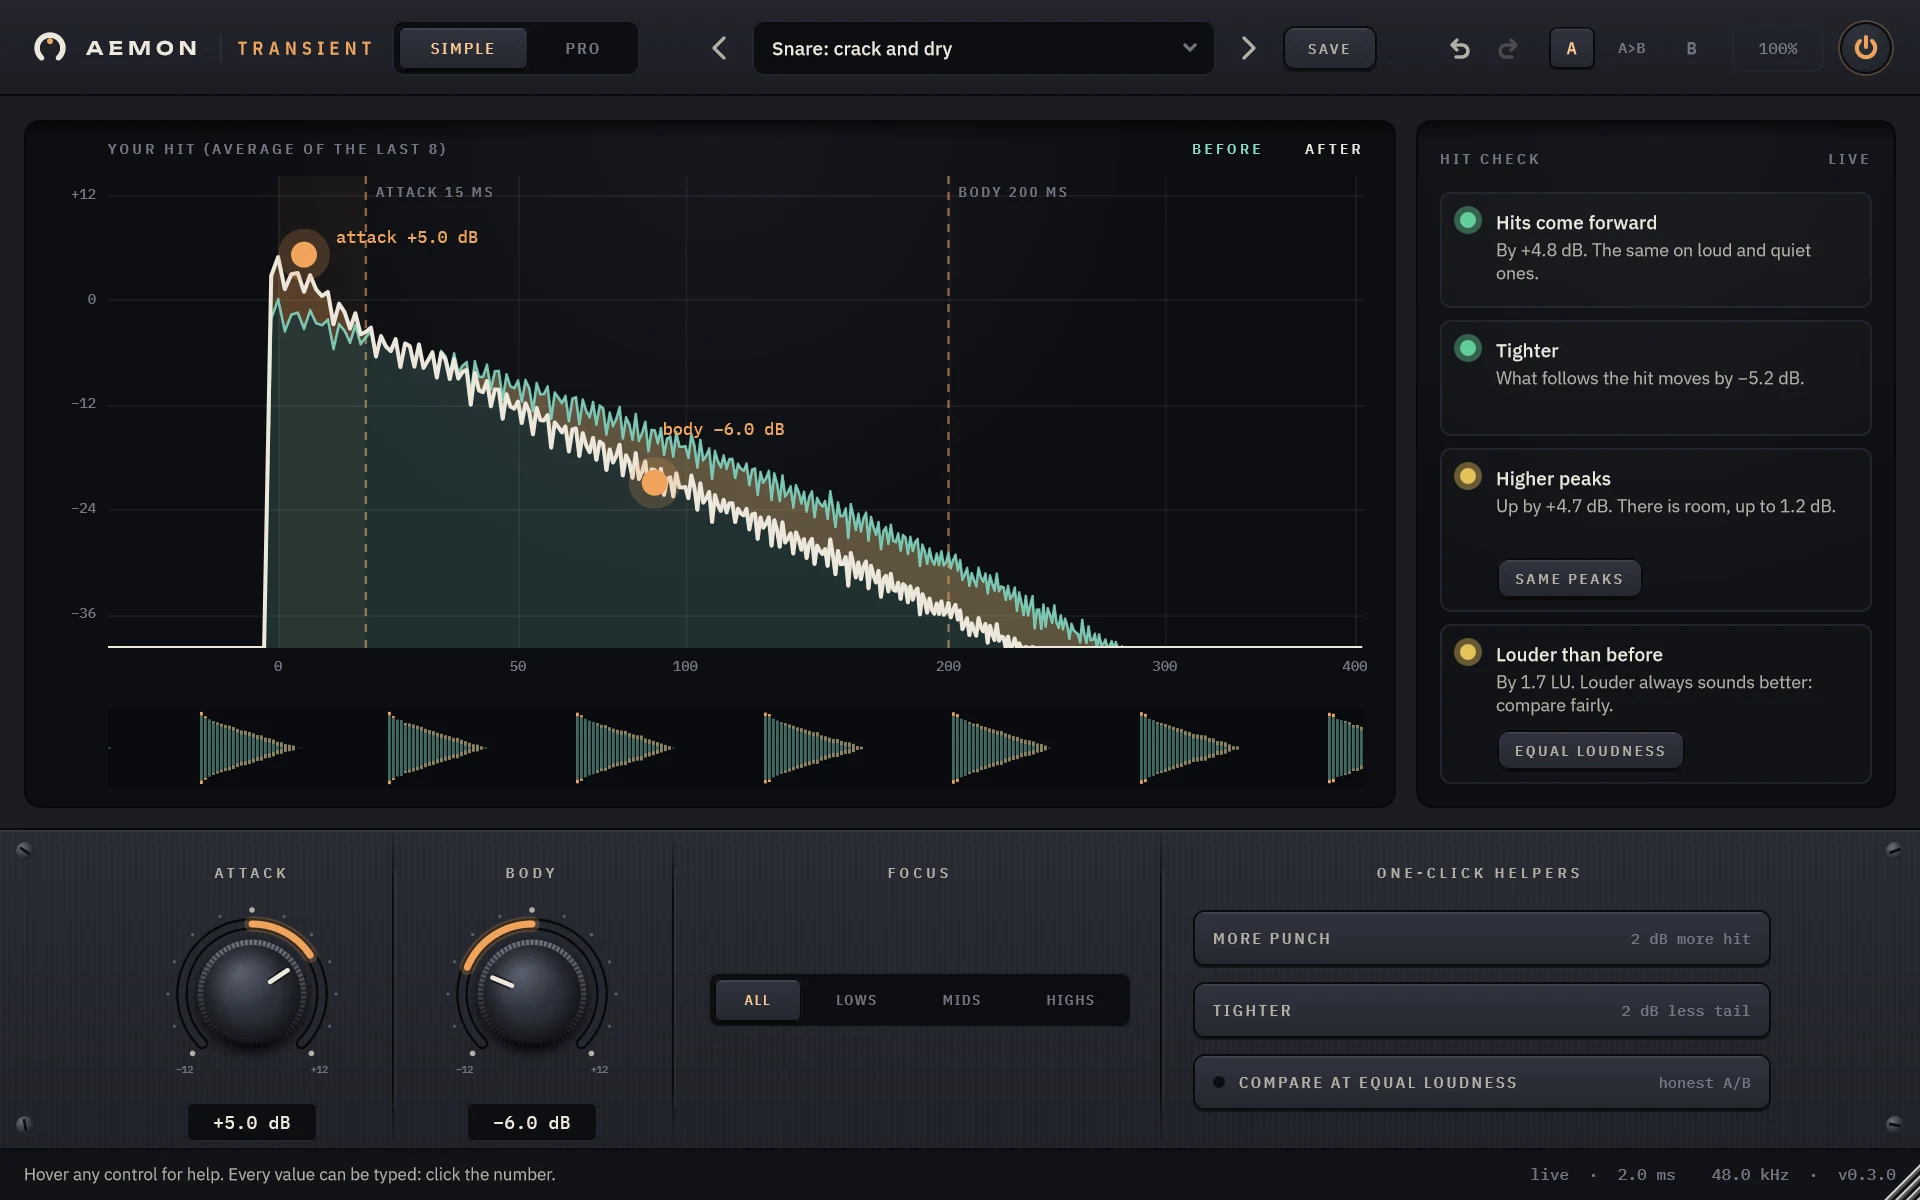 AEMON TRANSIENT SIMPLE PRO Snare: crack and dry SAVE A A>B B 100%
YOUR HIT (AVERAGE OF THE LAST 8) BEFORE AFTER
ATTACK 15 MS BODY 200 MS
+12
attack +5.0 dB
0
−12
body −6.0 dB
−24
−36
0 50 100 200 300 400
HIT CHECK LIVE
Hits come forward
By +4.8 dB. The same on loud and quiet
ones.
Tighter
What follows the hit moves by −5.2 dB.
Higher peaks
Up by +4.7 dB. There is room, up to 1.2 dB.
SAME PEAKS
Louder than before
By 1.7 LU. Louder always sounds better:
compare fairly.
EQUAL LOUDNESS
ATTACK
−12 +12
+5.0 dB
BODY
−12 +12
−6.0 dB
FOCUS
ALL LOWS MIDS HIGHS
ONE-CLICK HELPERS
MORE PUNCH 2 dB more hit
TIGHTER 2 dB less tail
COMPARE AT EQUAL LOUDNESS honest A/B
Hover any control for help. Every value can be typed: click the number.
live · 2.0 ms 48.0 kHz · v0.3.0